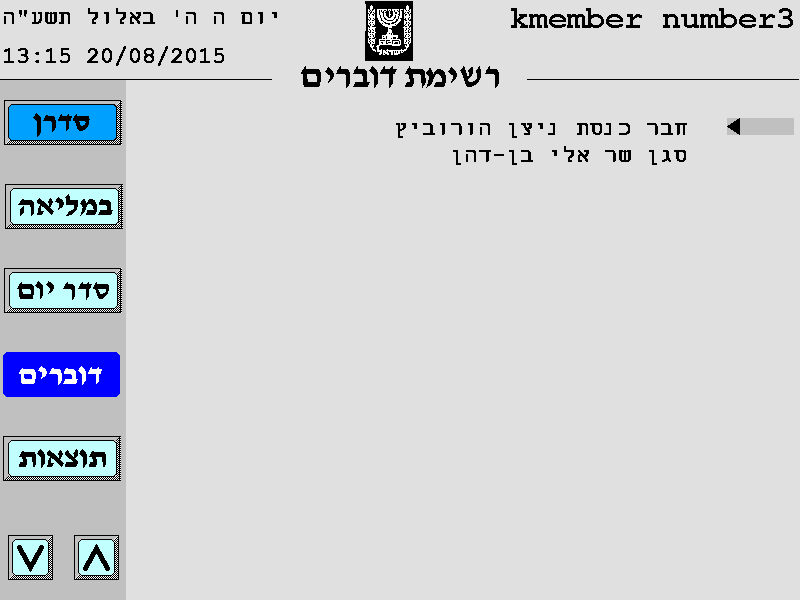 יום ה ה' באלול תשע"ה
kmember number3
13:15 20/08/2015
רשימת דוברים
סדרן
חבר כנסת ניצן הורוביץ
סגן שר אלי בן-דהן
במליאה
סדר יום
דוברים
תוצאות